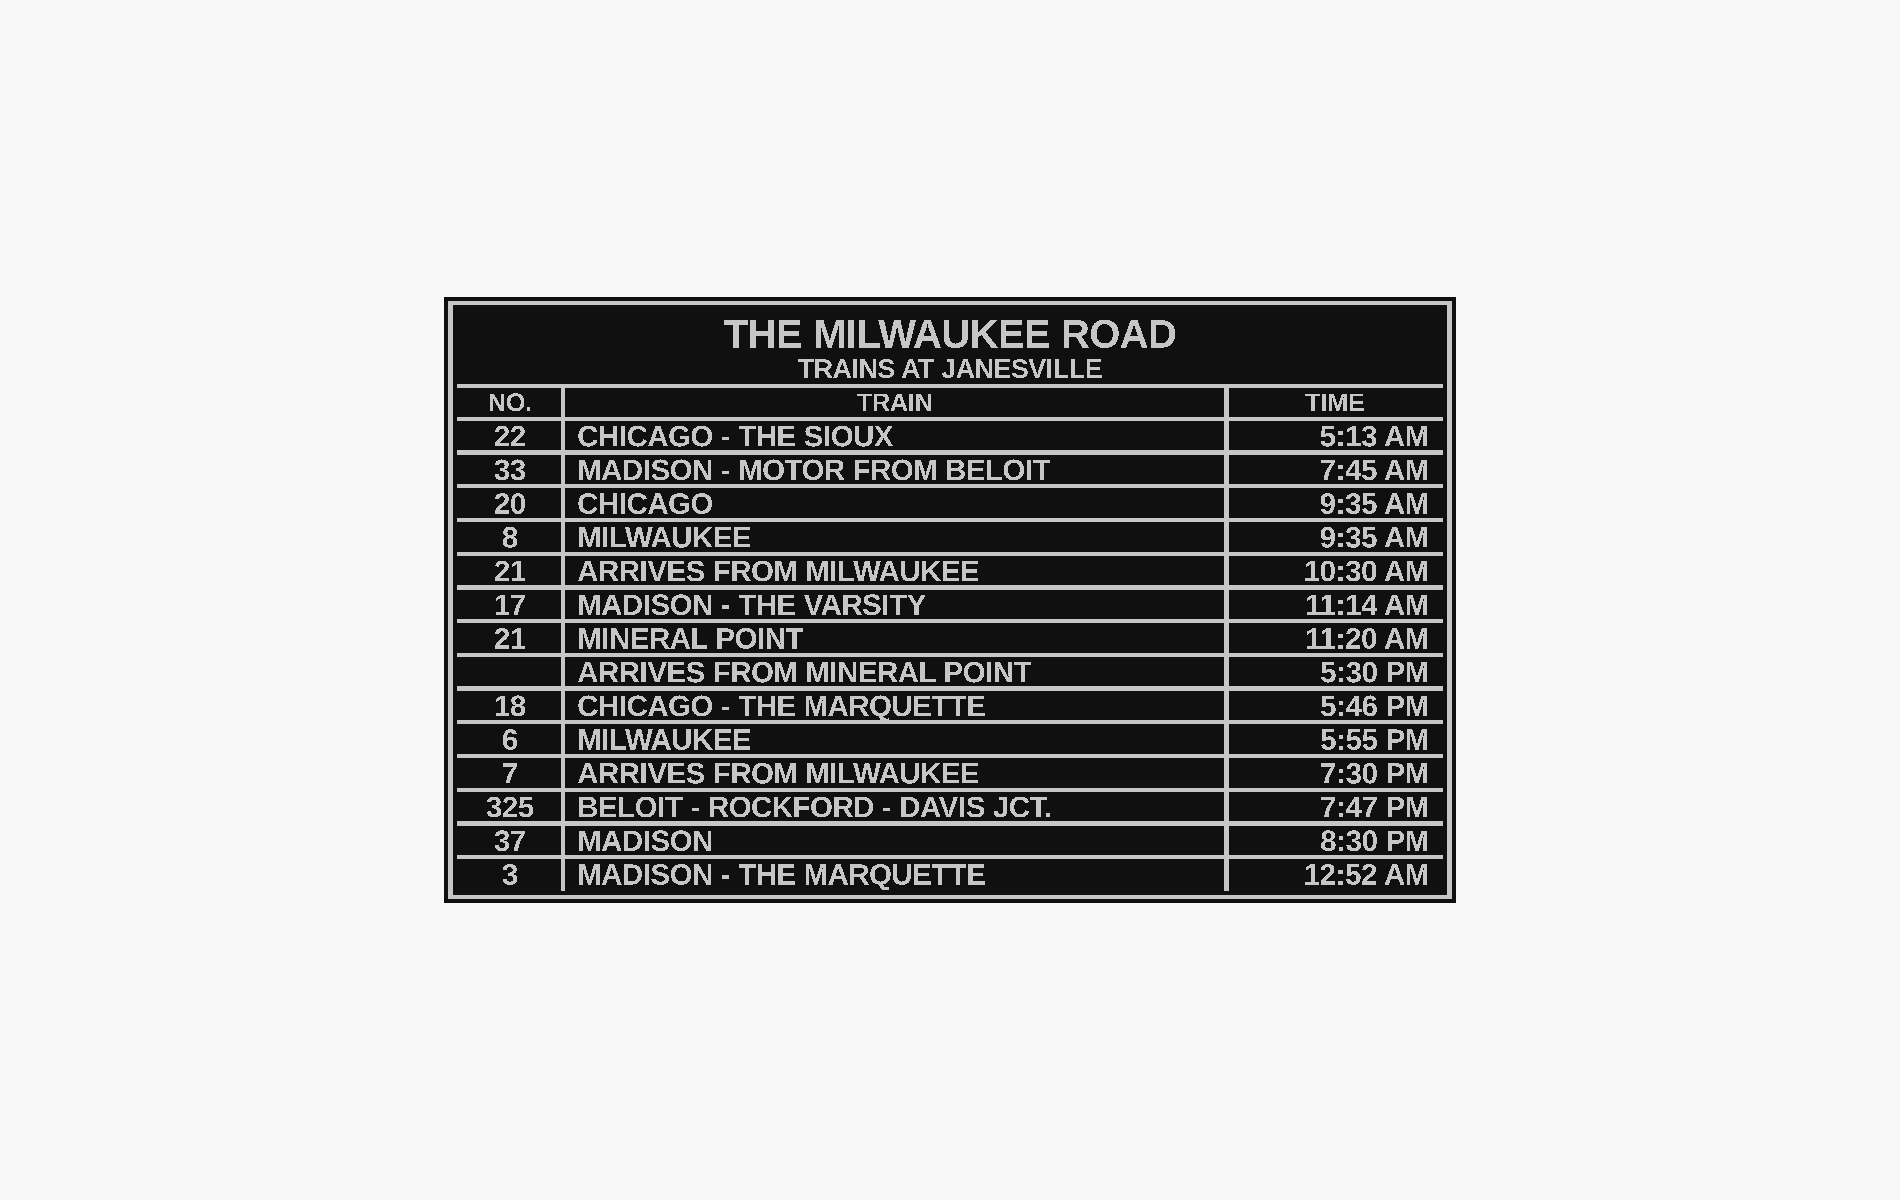 THE MILWAUKEE ROAD
TRAINS AT JANESVILLE
NO. TRAIN TIME
22 CHICAGO - THE SIOUX 5:13 AM
33 MADISON - MOTOR FROM BELOIT 7:45 AM
20 CHICAGO 9:35 AM
8 MILWAUKEE 9:35 AM
21 ARRIVES FROM MILWAUKEE 10:30 AM
17 MADISON - THE VARSITY 11:14 AM
21 MINERAL POINT 11:20 AM
ARRIVES FROM MINERAL POINT 5:30 PM
18 CHICAGO - THE MARQUETTE 5:46 PM
6 MILWAUKEE 5:55 PM
7 ARRIVES FROM MILWAUKEE 7:30 PM
325 BELOIT - ROCKFORD - DAVIS JCT. 7:47 PM
37 MADISON 8:30 PM
3 MADISON - THE MARQUETTE 12:52 AM